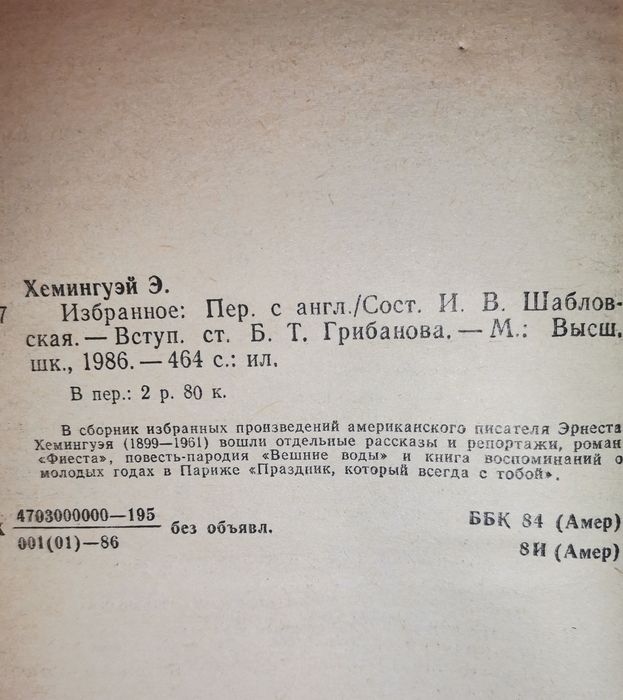 Хемингуэй Э.
7 Избранное: Пер. с англ./Сост. И. В. Шаблов-
ская. — Вступ. ст. Б. Т. Грибанова. — М.: Высш.
шк., 1986. — 464 с.: ил.
В пер.: 2 р. 80 к.
В сборник избранных произведений американского писателя Эрнеста
Хемингуэя (1899—1961) вошли отдельные рассказы и репортажи, роман
«Фиеста», повесть-пародия «Вешние воды» и книга воспоминаний о
молодых годах в Париже «Праздник, который всегда с тобой».
4703000000—195
001(01)—86
без объявл.
ББК 84 (Амер)
8И (Амер)